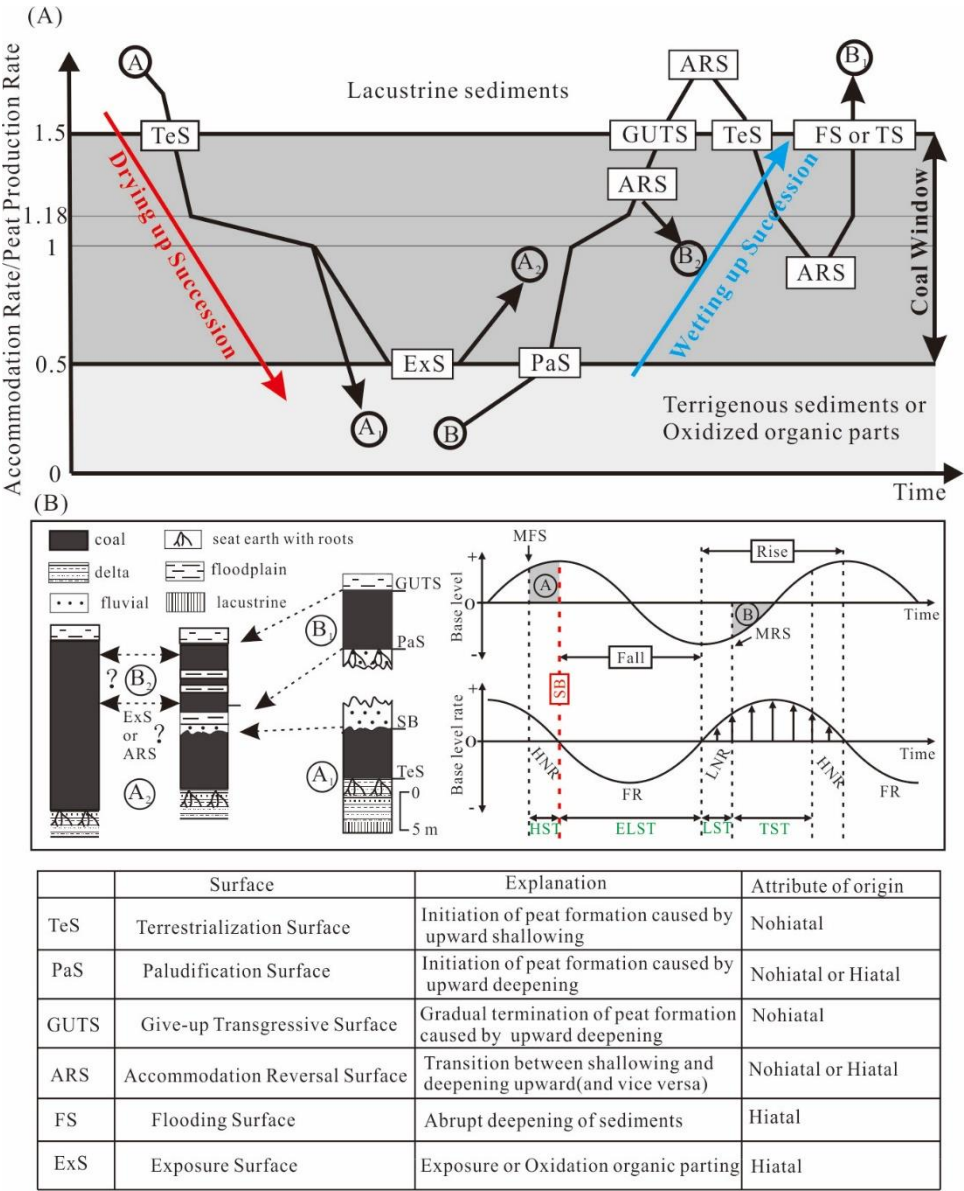 (A)
Accommodation Rate/Peat Production Rate
1.5
1.18
1
0.5
0
A
TeS
Drying up Succession
Lacustrine sediments
ARS
GUTS
TeS
FS or TS
B1
ARS
B2
Wetting up Succession
ARS
Coal Window
A2
ExS
PaS
A1
B
Terrigenous sediments or
Oxidized organic parts
Time
(B)
coal
seat earth with roots
delta
floodplain
fluvial
lacustrine
?
B2
ExS
or
ARS
?
A2
GUTS
B1
PaS
SB
TeS
A1
0
5 m
MFS
Base level
+
0
-
A
B
Rise
Fall
MRS
Time
SB
Base level rate
+
0
-
HNR
FR
LNR
HNR
FR
Time
HST
ELST
LST
TST
Surface Explanation Attribute of origin
TeS Terrestrialization Surface Initiation of peat formation caused by
upward shallowing
Nohiatal
PaS Paludification Surface Initiation of peat formation caused by
upward deepening
Nohiatal or Hiatal
GUTS Give-up Transgressive Surface Gradual termination of peat formation
caused by upward deepening
Nohiatal
ARS Accommodation Reversal Surface Transition between shallowing and
deepening upward(and vice versa)
Nohiatal or Hiatal
FS Flooding Surface Abrupt deepening of sediments Hiatal
ExS Exposure Surface Exposure or Oxidation organic parting Hiatal